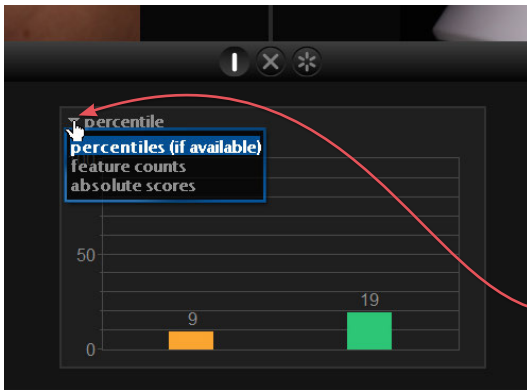 percentile
percentiles (if available)
feature counts
absolute scores
50
19
9
0